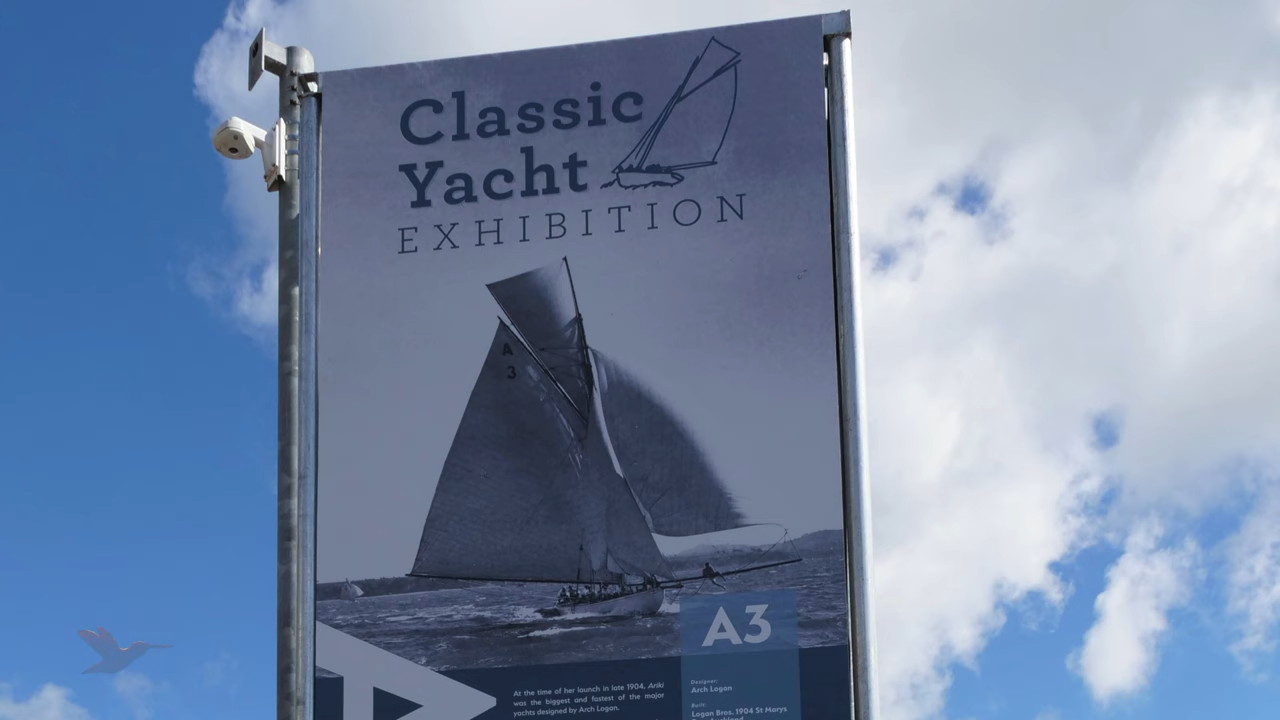 Classic
Yacht
EXHIBITION
A
3
A3
At the time of her launch in late 1904, Ariki
was the biggest and fastest of the major
yachts designed by Arch Logan.
Designer:
Arch Logan
Built:
Logan Bros. 1904 St Marys